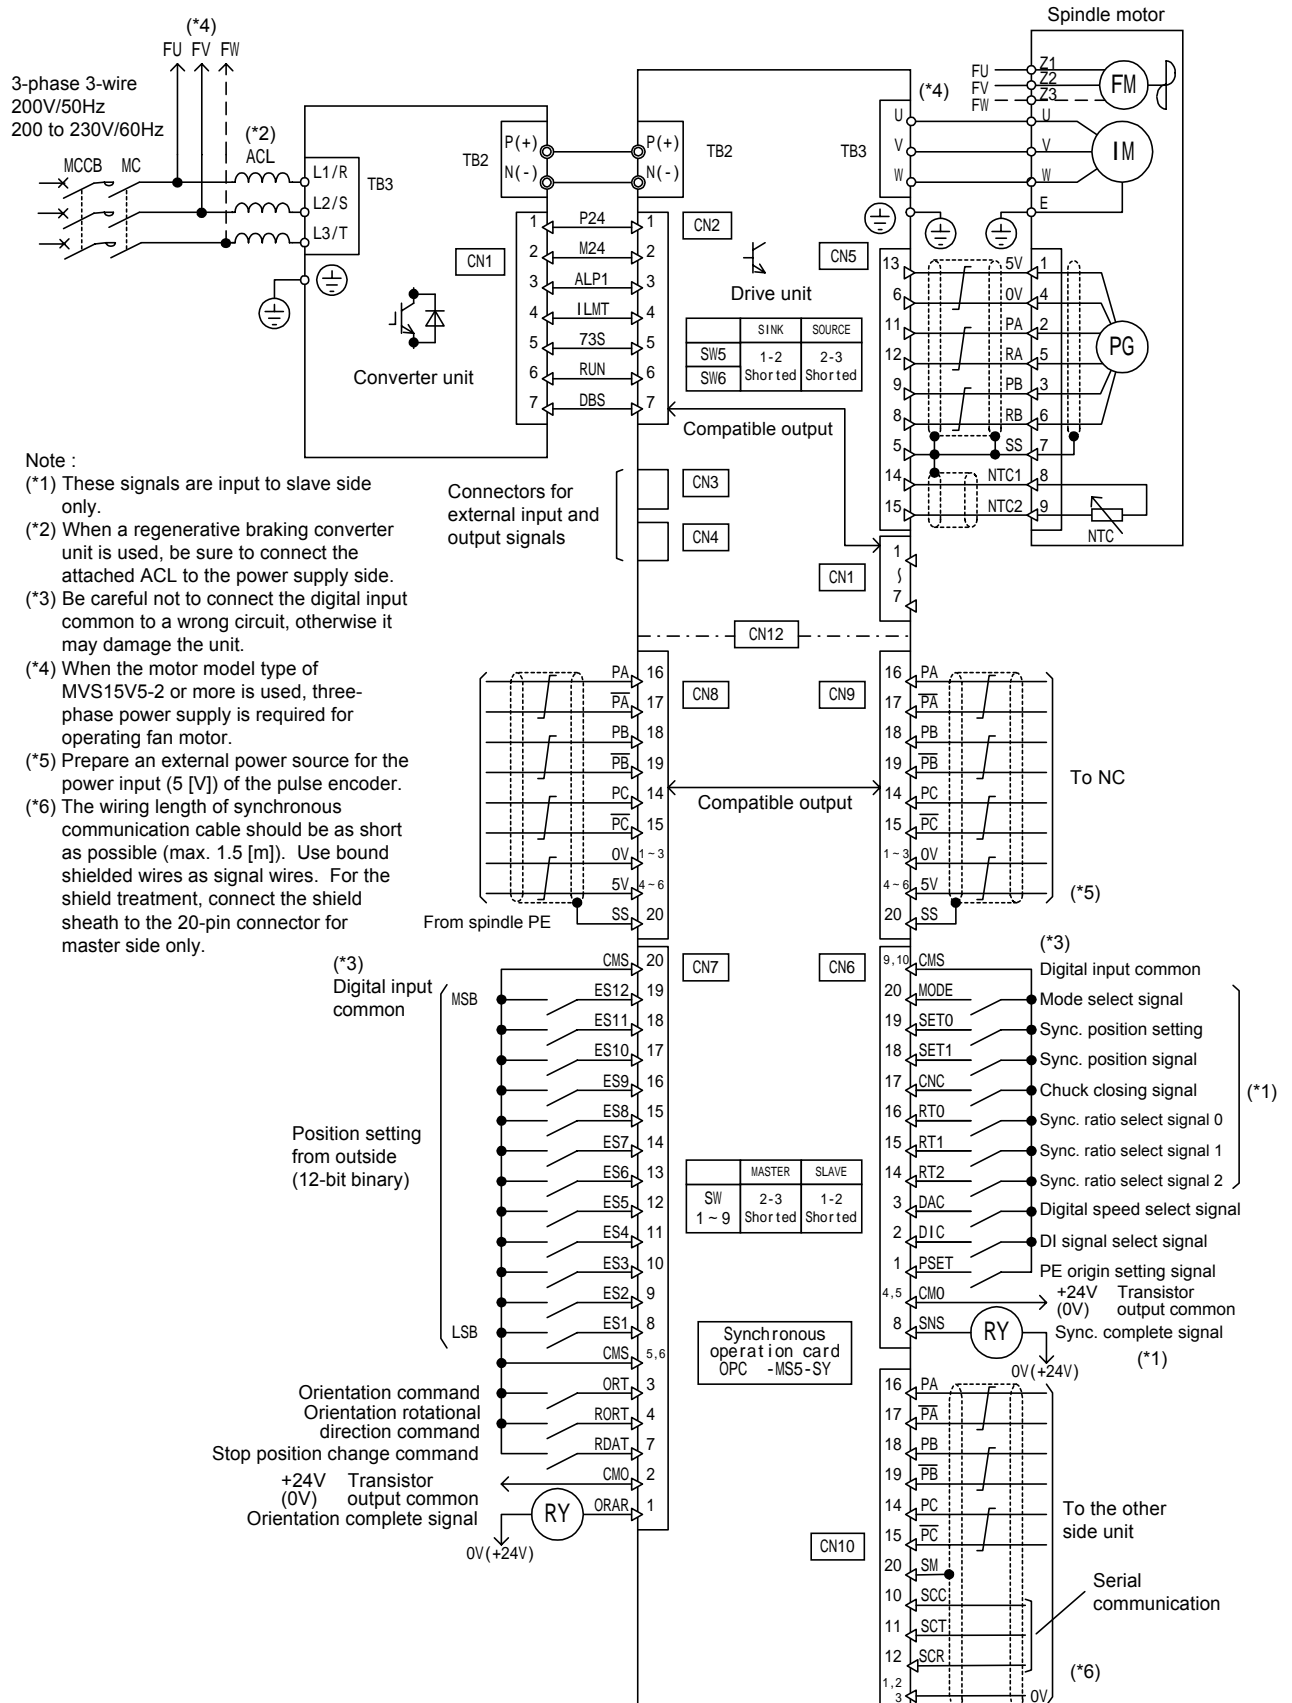 Spindle motor
(*4)
FU FV FW
3-phase 3-wire
200V/50Hz
200 to 230V/60Hz
(*2)
ACL
MCCB MC
L1/R
L2/S
L3/T
TB3
Converter unit
TB2
P(+)
N(-)
P(+)
N(-)
TB2
CN1
1 P24 1
2 M24 2
3 ALP1 3
4 ILMT 4
5 73S 5
6 RUN 6
7 DBS 7
CN2
Drive unit
SINK SOURCE
SW5 1-2 2-3
SW6 Shorted Shorted
Compatible output
(*4)
TB3
U
V
W
FU Z1
FV Z2
FW Z3
FM
U
V
W
IM
E
CN5
13 5V 1
6 0V 4
11 PA 2
12 RA 5
9 PB 3
8 RB 6
5 SS 7
14 NTC1 8
15 NTC2 9
PG
NTC
CN1
1
7
Note :
(*1) These signals are input to slave side
only.
(*2) When a regenerative braking converter
unit is used, be sure to connect the
attached ACL to the power supply side.
(*3) Be careful not to connect the digital input
common to a wrong circuit, otherwise it
may damage the unit.
(*4) When the motor model type of
MVS15V5-2 or more is used, three-
phase power supply is required for
operating fan motor.
(*5) Prepare an external power source for the
power input (5 [V]) of the pulse encoder.
(*6) The wiring length of synchronous
communication cable should be as short
as possible (max. 1.5 [m]). Use bound
shielded wires as signal wires. For the
shield treatment, connect the shield
sheath to the 20-pin connector for
master side only.
Connectors for
external input and
output signals
CN3
CN4
CN12
CN8
PA 16
P̅A̅ 17
PB 18
P̅B̅ 19
PC 14
P̅C̅ 15
0V 1~3
5V 4~6
SS 20
From spindle PE
Compatible output
CN9
16 PA
17 P̅A̅
18 PB
19 P̅B̅
14 PC
15 P̅C̅
1~3 0V
4~6 5V
20 SS
To NC
(*5)
(*3)
Digital input
common
MSB
LSB
Position setting
from outside
(12-bit binary)
CN7
CMS 20
ES12 19
ES11 18
ES10 17
ES9 16
ES8 15
ES7 14
ES6 13
ES5 12
ES4 11
ES3 10
ES2 9
ES1 8
CMS 5,6
Orientation command ORT 3
Orientation rotational
direction command RORT 4
Stop position change command RDAT 7
+24V Transistor
(0V) output common CMO 2
Orientation complete signal RY ORAR 1
0V(+24V)
MASTER SLAVE
SW 2-3 1-2
1~9 Shorted Shorted
Synchronous
operation card
OPC -MS5-SY
CN6
(*3)
9,10 CMS Digital input common
20 MODE Mode select signal
19 SET0 Sync. position setting
18 SET1 Sync. position signal
17 CNC Chuck closing signal
16 RT0 Sync. ratio select signal 0
15 RT1 Sync. ratio select signal 1
14 RT2 Sync. ratio select signal 2
(*1)
3 DAC Digital speed select signal
2 DIC DI signal select signal
1 PSET PE origin setting signal
4,5 CMO +24V Transistor
(0V) output common
8 SNS RY Sync. complete signal
(*1)
0V(+24V)
CN10
16 PA
17 P̅A̅
18 PB
19 P̅B̅
14 PC
15 P̅C̅
20 SM
10 SCC
11 SCT
12 SCR
1,2
3 0V
To the other
side unit
Serial
communication
(*6)